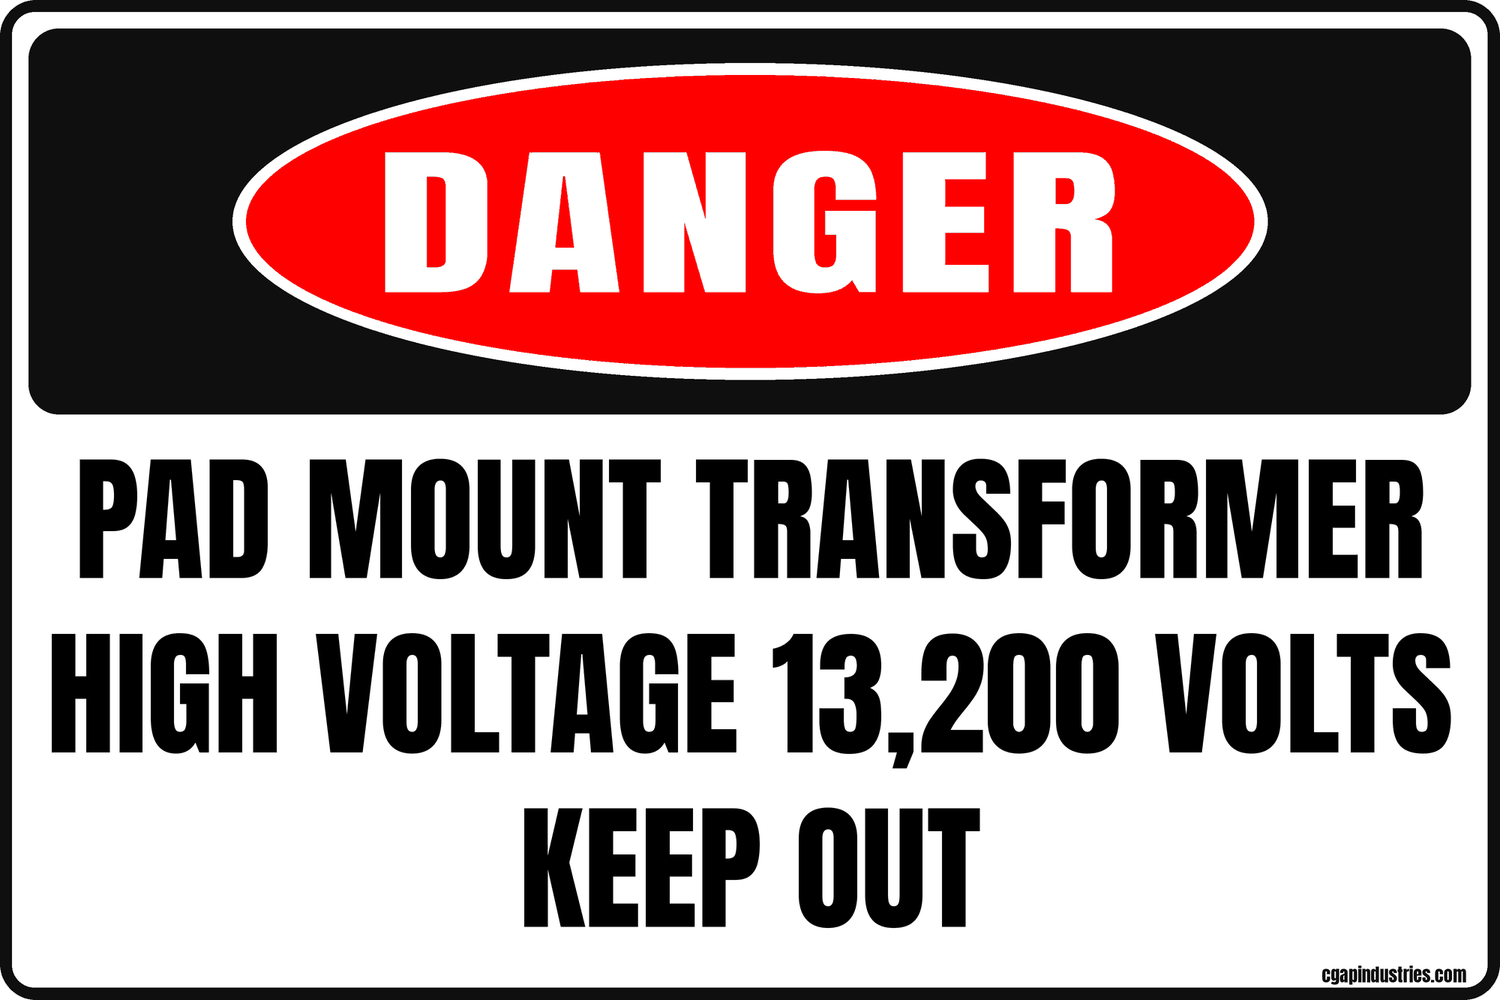 DANGER
PAD MOUNT TRANSFORMER
HIGH VOLTAGE 13,200 VOLTS
KEEP OUT
cgapindustries.com